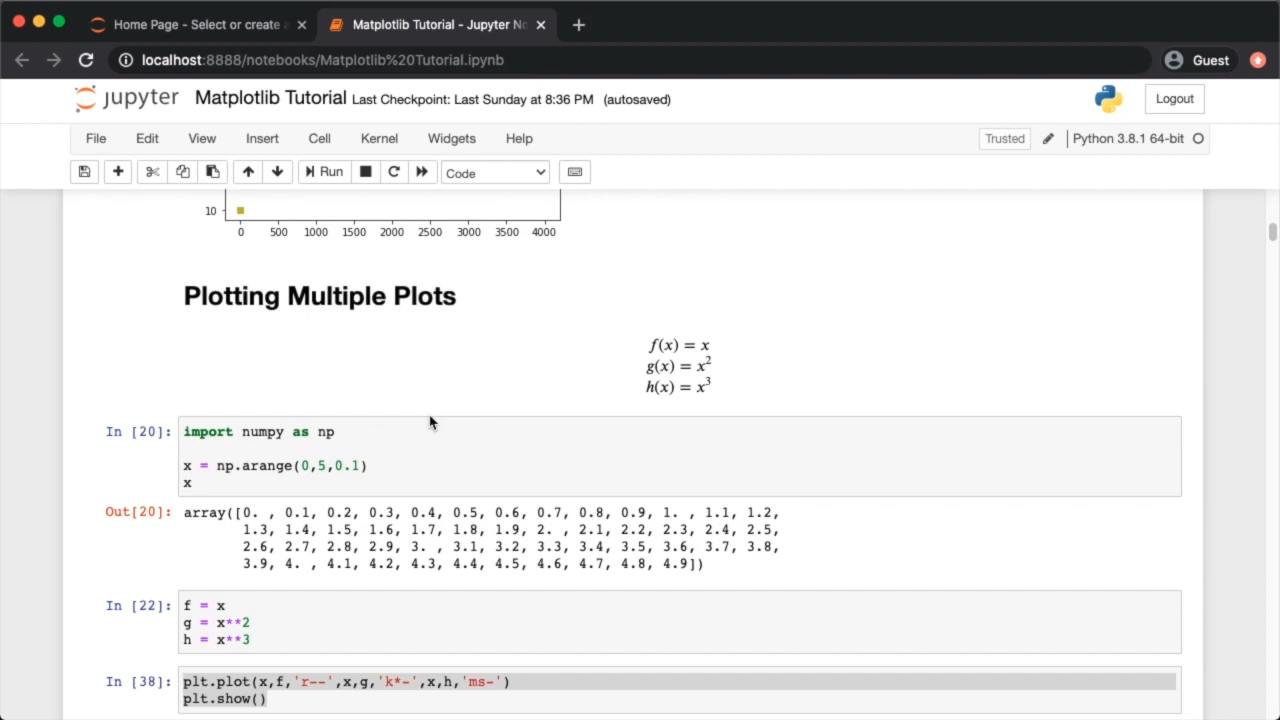 Home Page - Select or create a
Matplotlib Tutorial - Jupyter No
localhost:8888/notebooks/Matplotlib%20Tutorial.ipynb
Guest
jupyter Matplotlib Tutorial Last Checkpoint: Last Sunday at 8:36 PM (autosaved)
Logout
File Edit View Insert Cell Kernel Widgets Help
Trusted Python 3.8.1 64-bit
Run Code
10
0 500 1000 1500 2000 2500 3000 3500 4000
Plotting Multiple Plots
f(x) = x
g(x) = x²
h(x) = x³
In [20]: import numpy as np
x = np.arange(0,5,0.1)
x
Out[20]: array([0. , 0.1, 0.2, 0.3, 0.4, 0.5, 0.6, 0.7, 0.8, 0.9, 1. , 1.1, 1.2,
1.3, 1.4, 1.5, 1.6, 1.7, 1.8, 1.9, 2. , 2.1, 2.2, 2.3, 2.4, 2.5,
2.6, 2.7, 2.8, 2.9, 3. , 3.1, 3.2, 3.3, 3.4, 3.5, 3.6, 3.7, 3.8,
3.9, 4. , 4.1, 4.2, 4.3, 4.4, 4.5, 4.6, 4.7, 4.8, 4.9])
In [22]: f = x
g = x**2
h = x**3
In [38]: plt.plot(x,f,'r--',x,g,'k*-',x,h,'ms-')
plt.show()